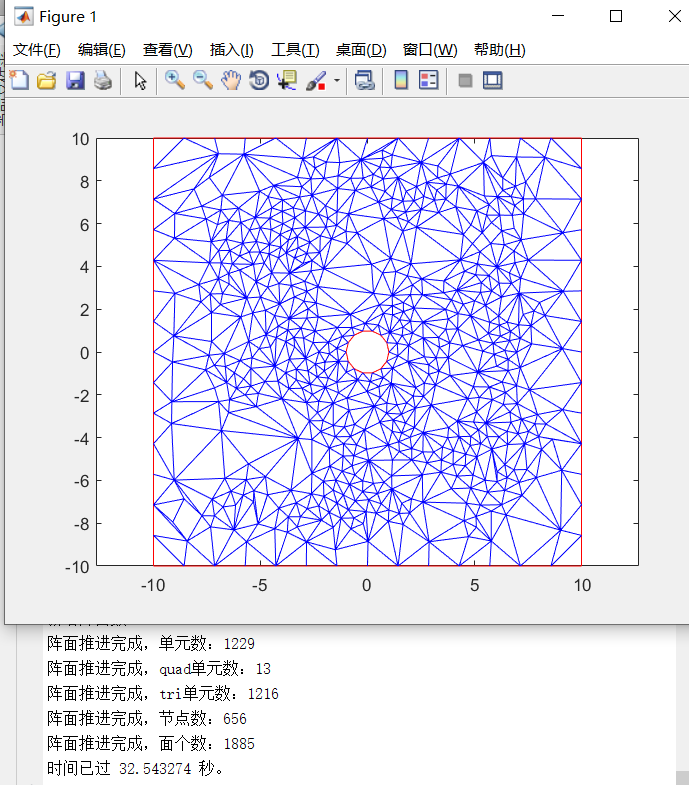 Figure 1
文件(F) 编辑(E) 查看(V) 插入(I) 工具(T) 桌面(D) 窗口(W) 帮助(H)
10
8
6
4
2
0
-2
-4
-6
-8
-10
-10 -5 0 5 10
阵面推进完成，单元数：1229
阵面推进完成，quad单元数：13
阵面推进完成，tri单元数：1216
阵面推进完成，节点数：656
阵面推进完成，面个数：1885
时间已过 32.543274 秒。